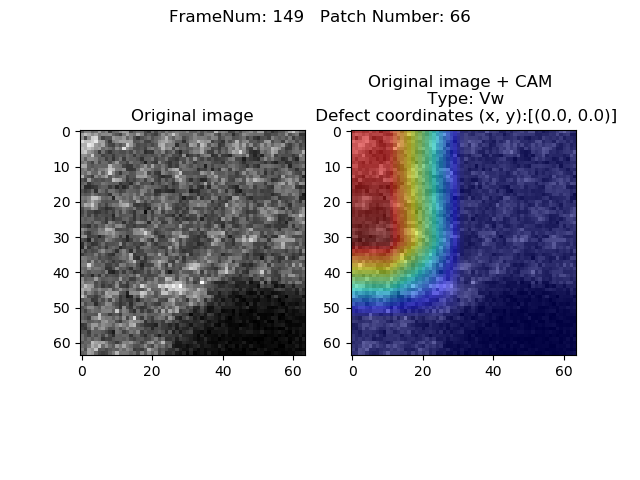 FrameNum: 149   Patch Number: 66
Original image
Original image + CAM
Type: Vw
Defect coordinates (x, y):[(0.0, 0.0)]
0
10
20
30
40
50
60
0 20 40 60
0
10
20
30
40
50
60
0 20 40 60